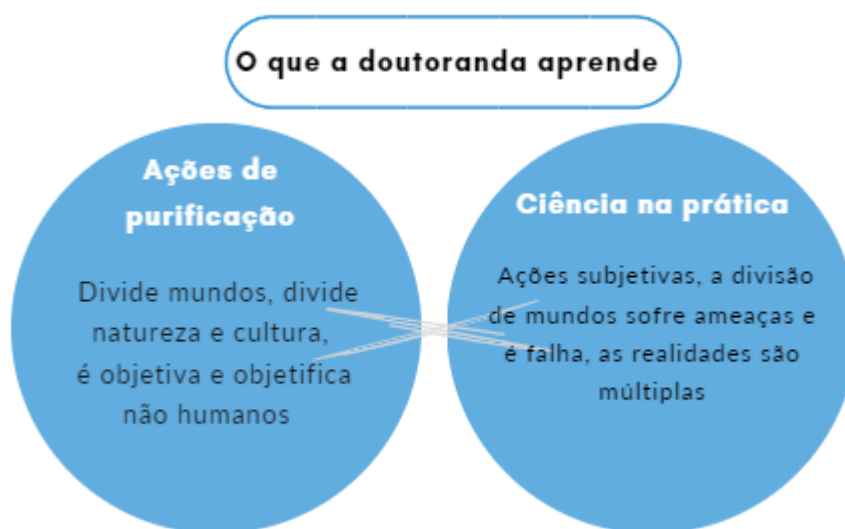 O que a doutoranda aprende
Ações de
purificação
Divide mundos, divide
natureza e cultura,
é objetiva e objetifica
não humanos
Ciência na prática
Ações subjetivas, a divisão
de mundos sofre ameaças e
é falha, as realidades são
múltiplas